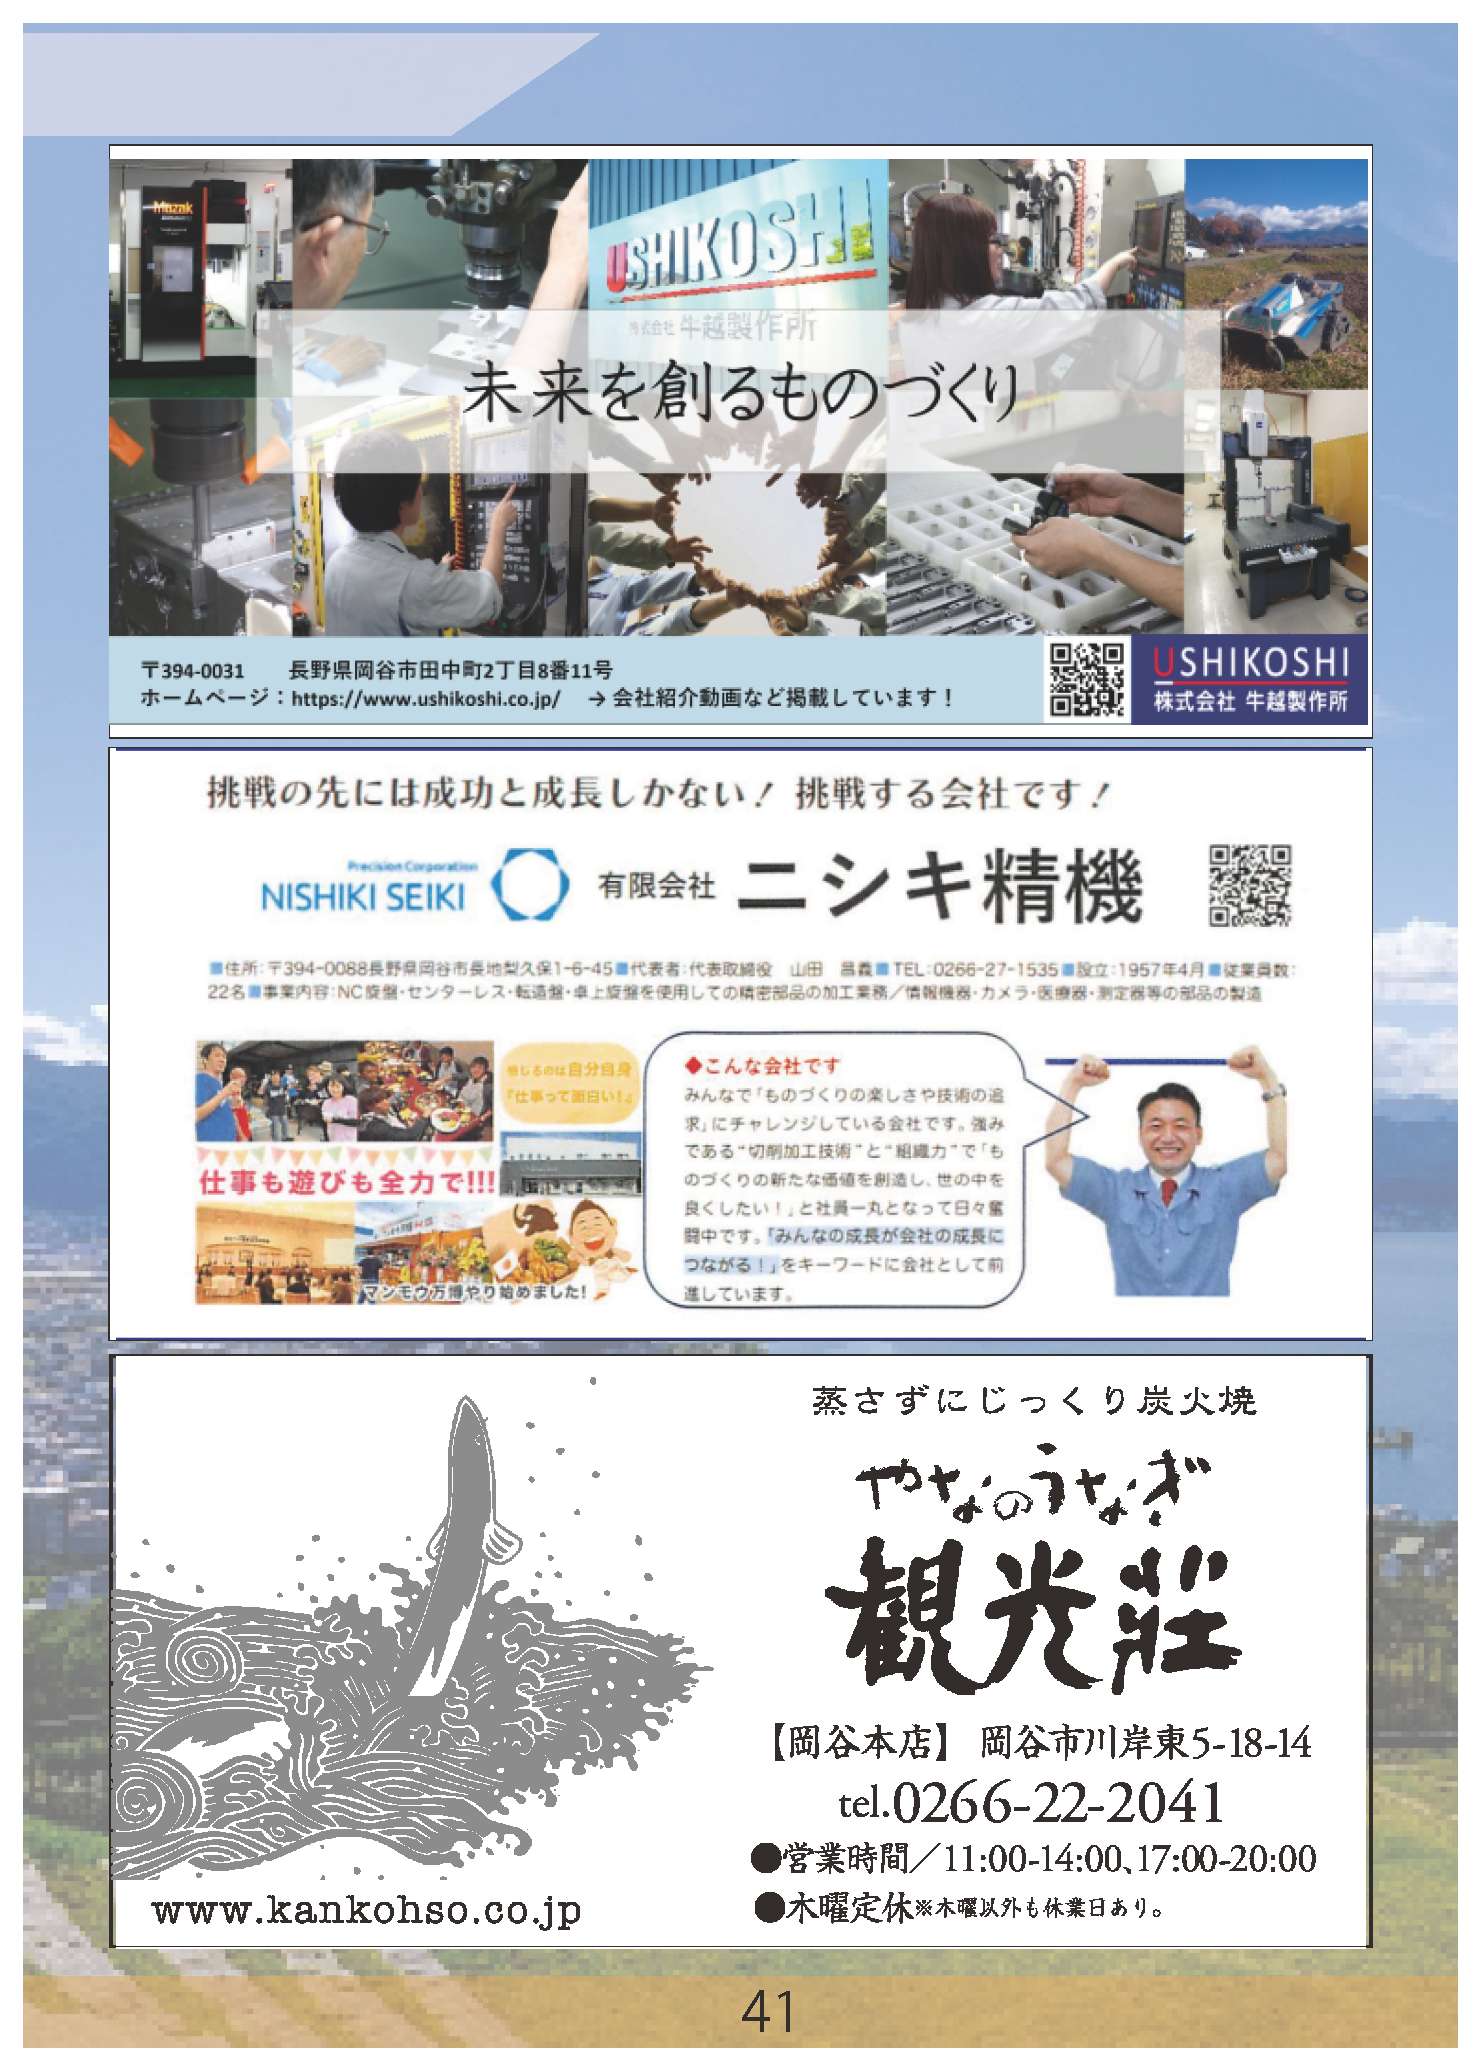 Mazak
USHIKOSHI
株式会社 牛越製作所
未来を創るものづくり
〒394-0031 長野県岡谷市田中町2丁目8番11号
ホームページ：https://www.ushikoshi.co.jp/ → 会社紹介動画など掲載しています！
USHIKOSHI
株式会社 牛越製作所
挑戦の先には成功と成長しかない！ 挑戦する会社です！
Precision Corporation
NISHIKI SEIKI
有限会社 ニシキ精機
■住所：〒394-0088長野県岡谷市長地梨久保1-6-45■代表者：代表取締役 山田 昌義■TEL：0266-27-1535■設立：1957年4月■従業員数：
22名■事業内容：NC旋盤・センターレス・転造盤・卓上旋盤を使用しての精密部品の加工業務／情報機器・カメラ・医療器・測定器等の部品の製造
感じるのは自分自身
『仕事って面白い！』
仕事も遊びも全力で!!!
マンモウ万博やり始めました！
◆こんな会社です
みんなで「ものづくりの楽しさや技術の追
求」にチャレンジしている会社です。強み
である“切削加工技術”と“組織力”で「も
のづくりの新たな価値を創造し、世の中を
良くしたい！」と社員一丸となって日々奮
闘中です。「みんなの成長が会社の成長に
つながる！」をキーワードに会社として前
進しています。
蒸さずにじっくり炭火焼
やなのうなぎ
観光荘
【岡谷本店】 岡谷市川岸東5-18-14
tel.0266-22-2041
●営業時間／11:00-14:00、17:00-20:00
●木曜定休※木曜以外も休業日あり。
www.kankohso.co.jp
41